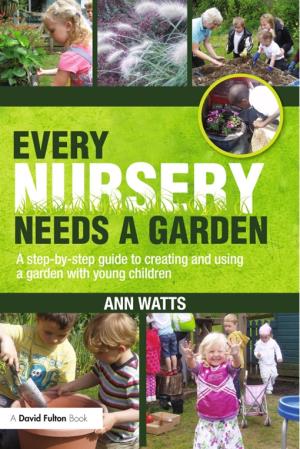 EVERY
NURSERY
NEEDS A GARDEN
A step-by-step guide to creating and using
a garden with young children
ANN WATTS
A David Fulton Book